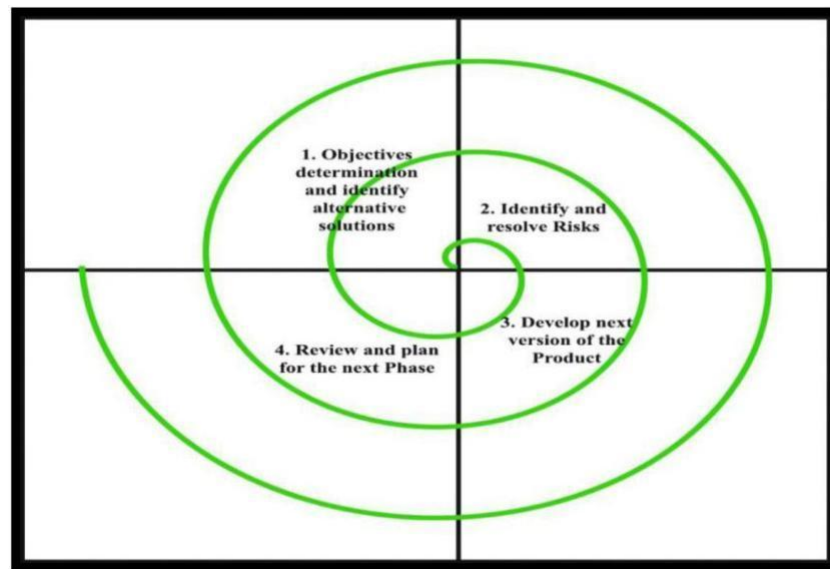 1. Objectives
determination
and identify
alternative
solutions
2. Identify and
resolve Risks
3. Develop next
version of the
Product
4. Review and plan
for the next Phase